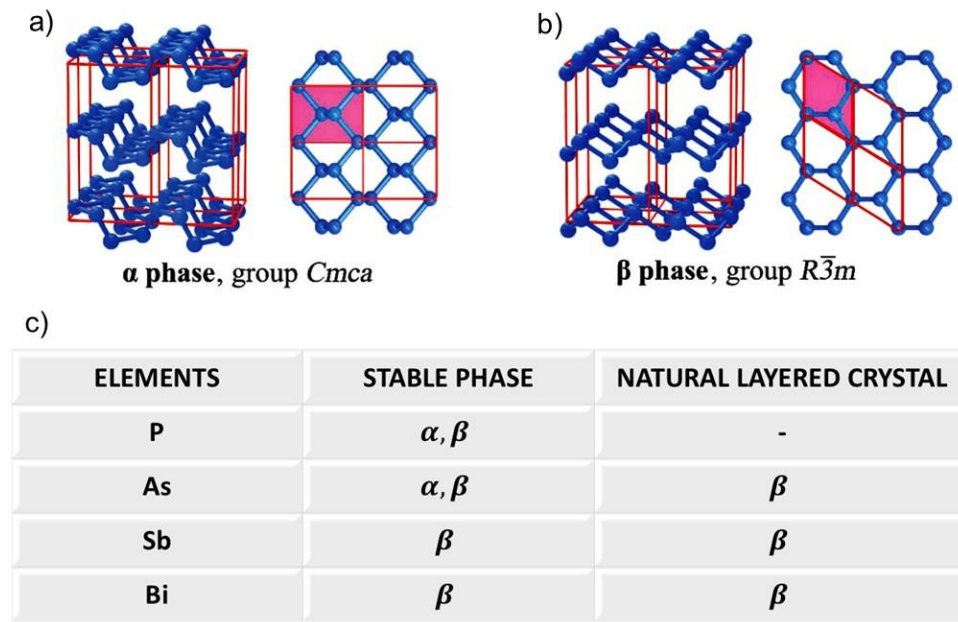 a)
b)
α phase, group Cmca
β phase, group R3̅m
c)
ELEMENTS STABLE PHASE NATURAL LAYERED CRYSTAL
P α, β -
As α, β β
Sb β β
Bi β β